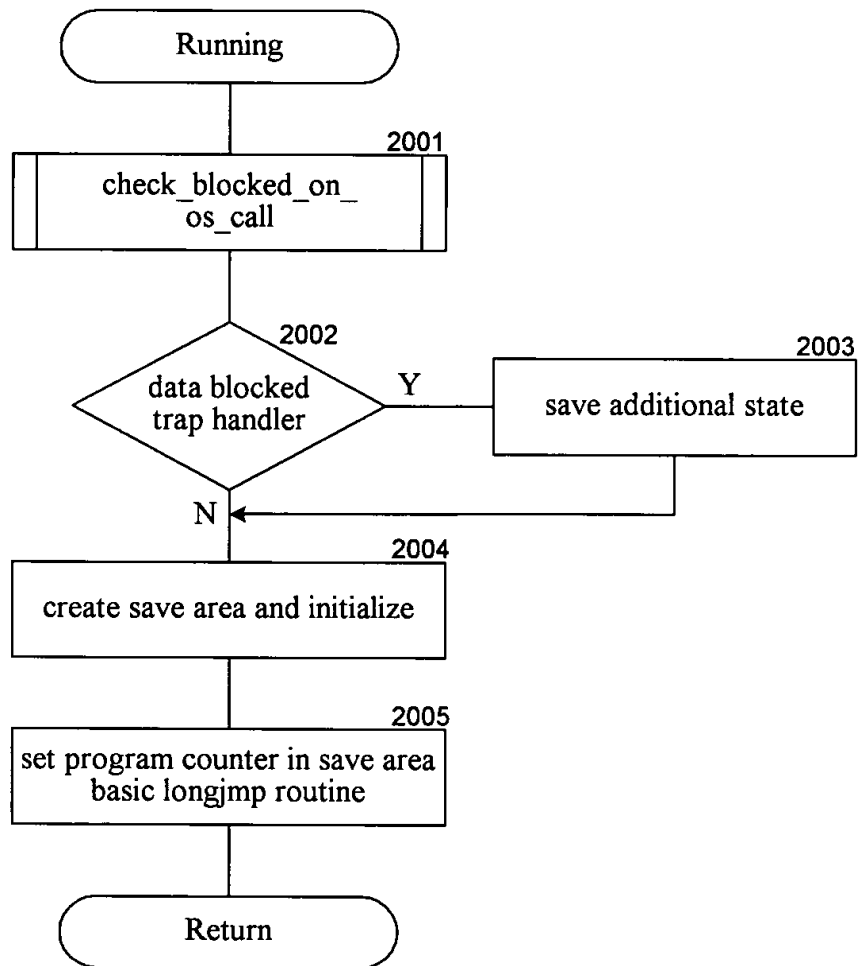 Running
2001
check_blocked_on_
os_call
2002
data blocked
trap handler
Y
2003
save additional state
N
2004
create save area and initialize
2005
set program counter in save area
basic longjmp routine
Return